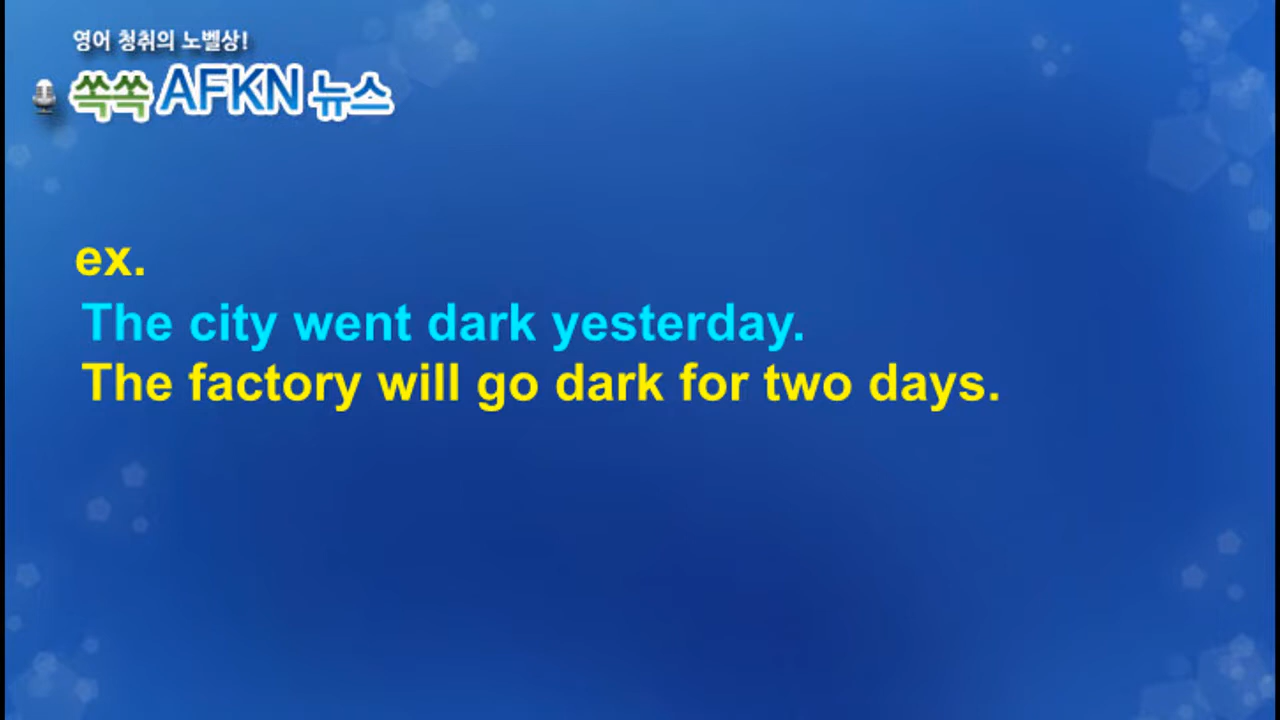 영어 청취의 노벨상!
쏙쏙 AFKN 뉴스
ex.
The city went dark yesterday.
The factory will go dark for two days.